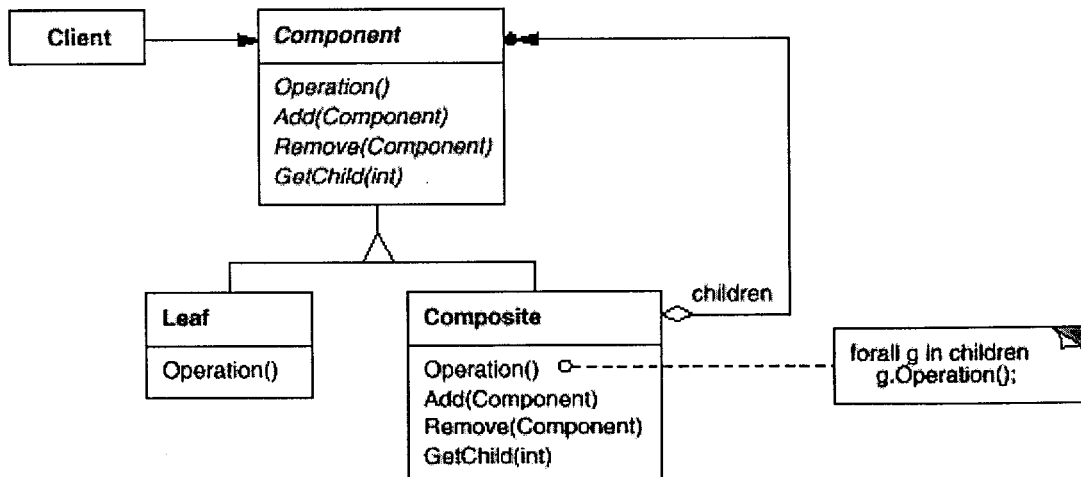 Client
Component
Operation()
Add(Component)
Remove(Component)
GetChild(int)
Leaf
Operation()
Composite
Operation()
Add(Component)
Remove(Component)
GetChild(int)
children
forall g in children
g.Operation();